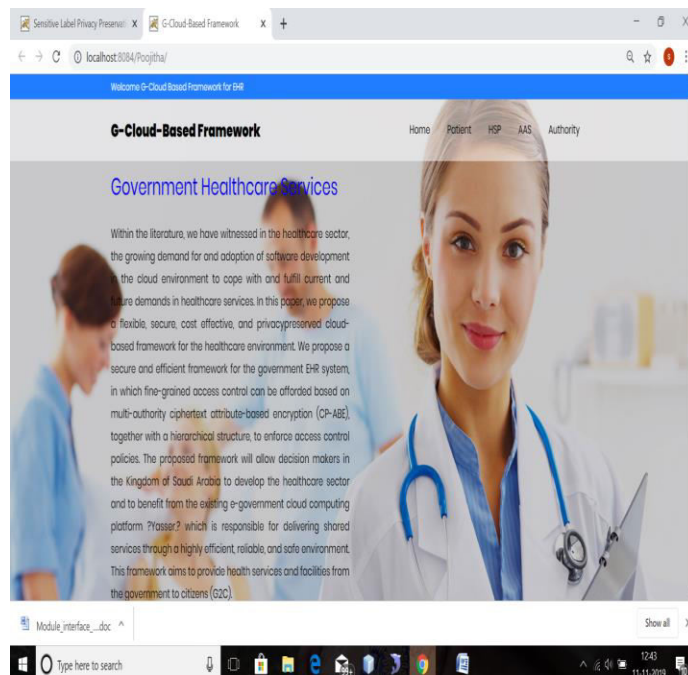 Sensitive Label Privacy Preservat
G-Cloud-Based Framework
localhost:8084/Poojitha/
Welcome G-Cloud Based Framework for EHR
G-Cloud-Based Framework
Home Patient HSP AAS Authority
Government Healthcare Services
Within the literature, we have witnessed in the healthcare sector,
the growing demand for and adoption of software development
in the cloud environment to cope with and fulfill current and
future demands in healthcare services. In this paper, we propose
a flexible, secure, cost effective, and privacypreserved cloud-
based framework for the healthcare environment. We propose a
secure and efficient framework for the government EHR system,
in which fine-grained access control can be afforded based on
multi-authority ciphertext attribute-based encryption (CP-ABE),
together with a hierarchical structure, to enforce access control
policies. The proposed framework will allow decision makers in
the Kingdom of Saudi Arabia to develop the healthcare sector
and to benefit from the existing e-government cloud computing
platform ?Yasser,? which is responsible for delivering shared
services through a highly efficient, reliable, and safe environment.
This framework aims to provide health services and facilities from
the government to citizens (G2C).
Module_interface_....doc
Show all
Type here to search
99+
12:43
11-11-2019